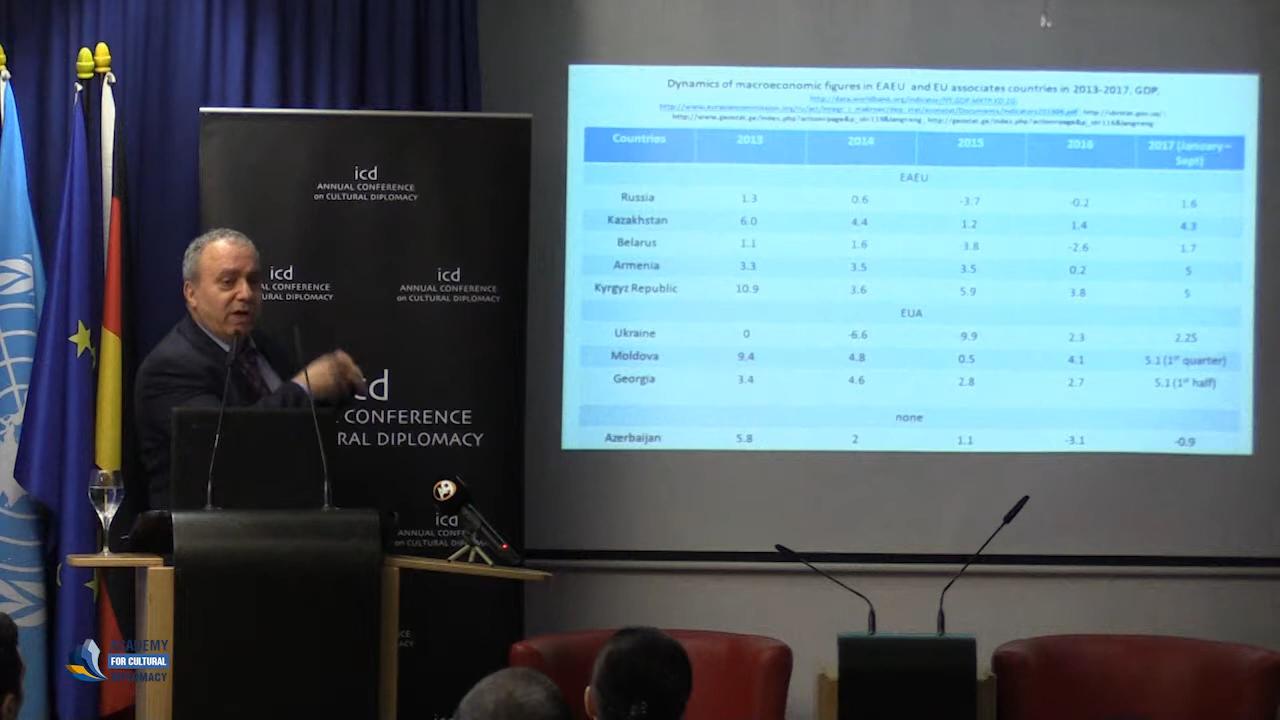 Dynamics of macroeconomic figures in EAEU and EU associates countries in 2013-2017. GDP.
Countries 2013 2014 2015 2016 2017 (January – Sept)
EAEU
Russia 1.3 0.6 -3.7 -0.2 1.6
Kazakhstan 6.0 4.4 1.2 1.4 4.3
Belarus 1.1 1.6 3.8 -2.6 1.7
Armenia 3.3 3.5 3.5 0.2 5
Kyrgyz Republic 10.9 3.6 5.9 3.8 5
EUA
Ukraine 0 -6.6 -9.9 2.3 2.25
Moldova 9.4 4.8 0.5 4.1 5.1 (1st quarter)
Georgia 3.4 4.6 2.8 2.7 5.1 (1st half)
none
Azerbaijan 5.8 2 1.1 -3.1 -0.9
icd
ANNUAL CONFERENCE
on CULTURAL DIPLOMACY
icd
URAL DIPLOMACY
icd
ANNUAL CONFERENCE
on CULTURAL DIPLOMACY
cd
CONFERENCE
RAL DIPLOMACY
icd
ANNUAL CONF
on CULTURAL D
ACADEMY
FOR CULTURAL
DIPLOMACY